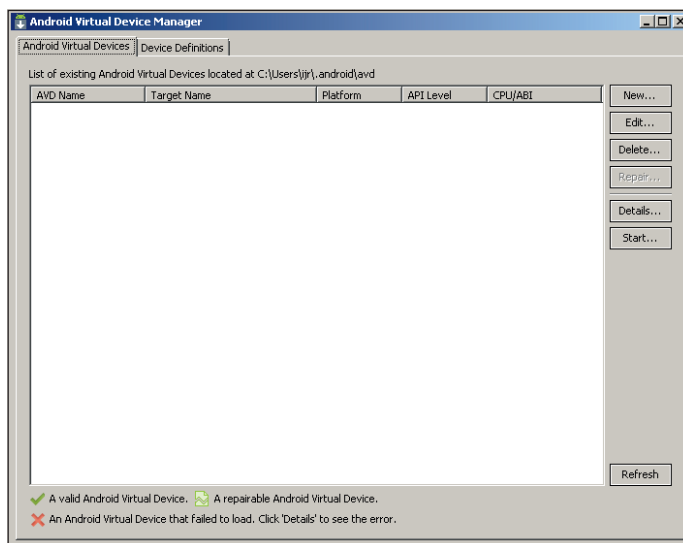 Android Virtual Device Manager
Android Virtual Devices
Device Definitions
List of existing Android Virtual Devices located at C:\Users\ijr\.android\avd
AVD Name Target Name Platform API Level CPU/ABI
New...
Edit...
Delete...
Repair...
Details...
Start...
Refresh
A valid Android Virtual Device. A repairable Android Virtual Device.
An Android Virtual Device that failed to load. Click 'Details' to see the error.